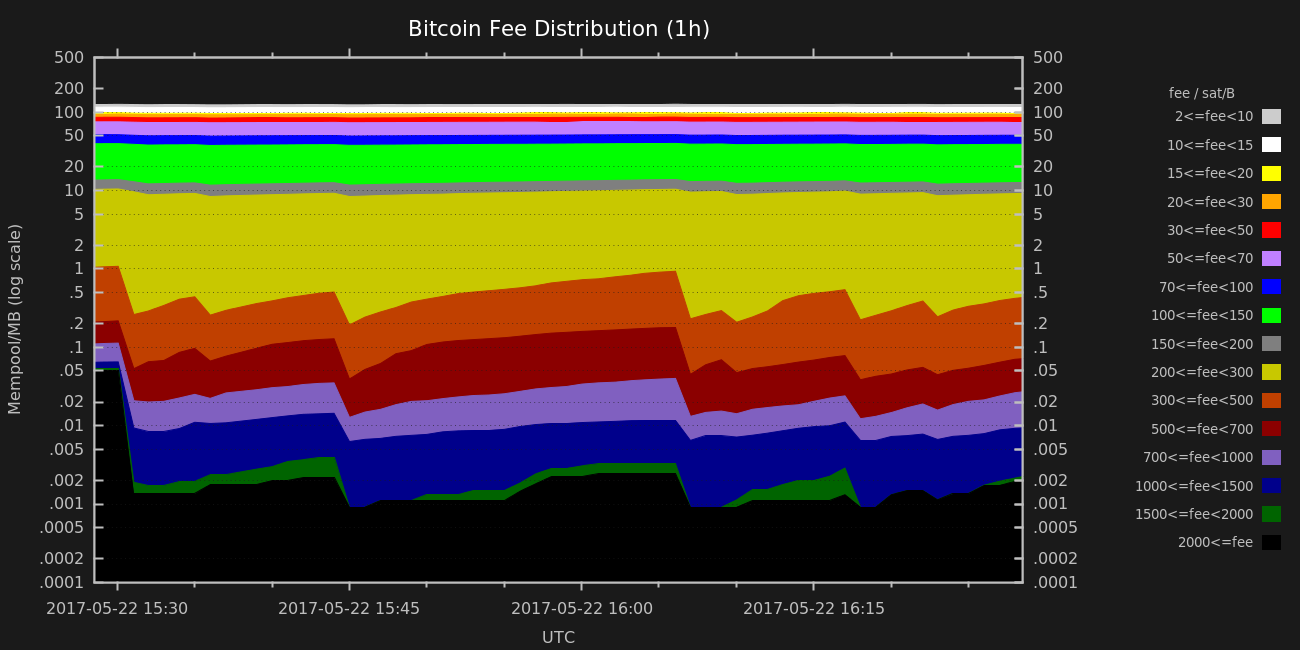 Bitcoin Fee Distribution (1h)
Mempool/MB (log scale)
500
200
100
50
20
10
5
2
1
.5
.2
.1
.05
.02
.01
.005
.002
.001
.0005
.0002
.0001
500
200
100
50
20
10
5
2
1
.5
.2
.1
.05
.02
.01
.005
.002
.001
.0005
.0002
.0001
2017-05-22 15:30
2017-05-22 15:45
2017-05-22 16:00
2017-05-22 16:15
UTC
fee / sat/B
2<=fee<10
10<=fee<15
15<=fee<20
20<=fee<30
30<=fee<50
50<=fee<70
70<=fee<100
100<=fee<150
150<=fee<200
200<=fee<300
300<=fee<500
500<=fee<700
700<=fee<1000
1000<=fee<1500
1500<=fee<2000
2000<=fee